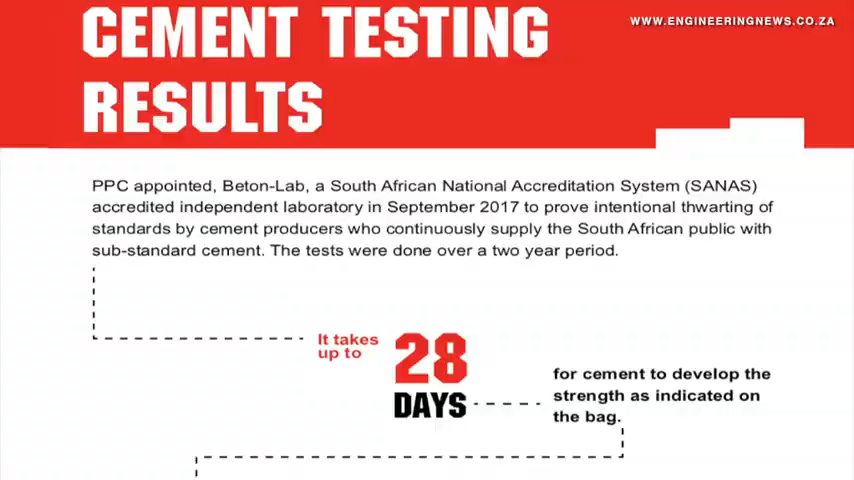 WWW.ENGINEERINGNEWS.CO.ZA
CEMENT TESTING
RESULTS
PPC appointed, Beton-Lab, a South African National Accreditation System (SANAS)
accredited independent laboratory in September 2017 to prove intentional thwarting of
standards by cement producers who continuously supply the South African public with
sub-standard cement. The tests were done over a two year period.
It takes
up to
28
DAYS
for cement to develop the
strength as indicated on
the bag.